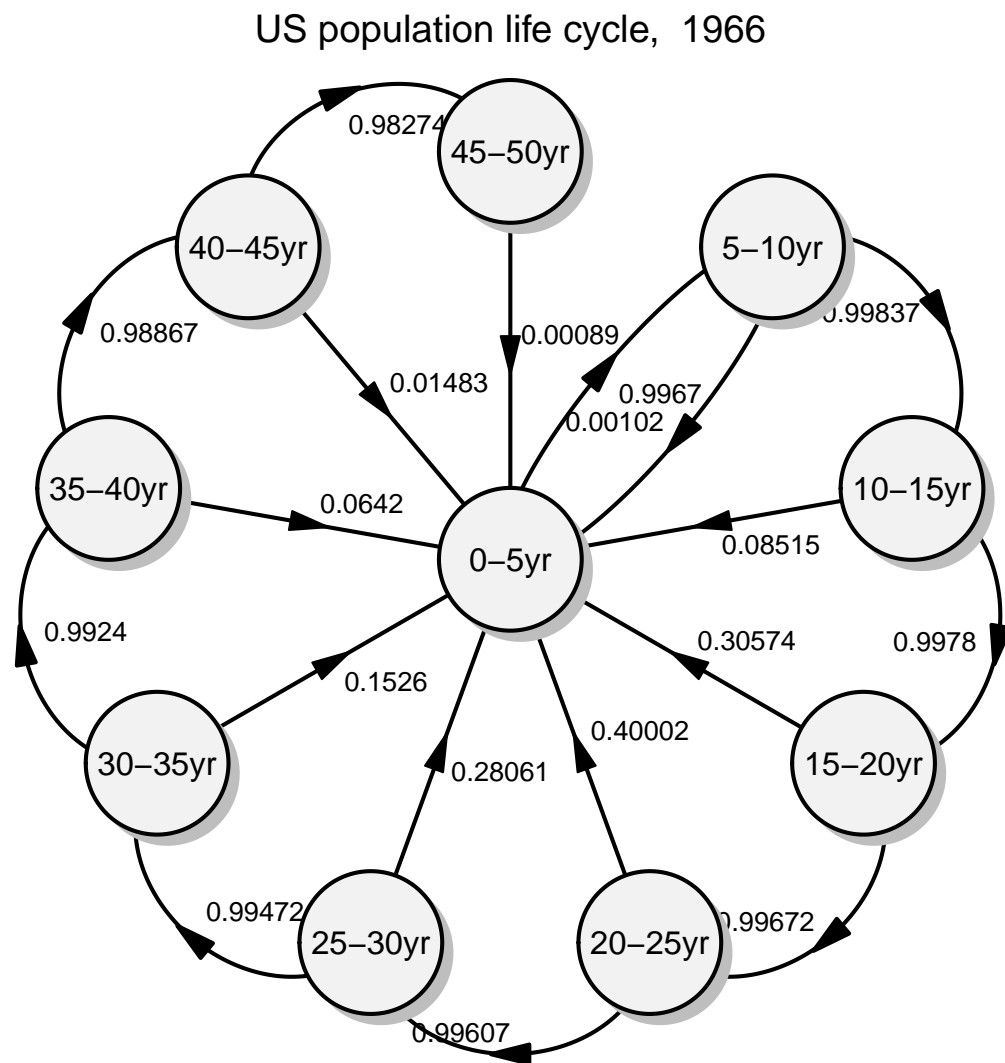 US population life cycle, 1966
45−50yr
0.98274
40−45yr
5−10yr
0.99837
0.00089
0.98867
0.01483
0.9967
0.00102
35−40yr
0.0642
10−15yr
0.08515
0−5yr
0.9924
0.30574
0.9978
0.1526
0.40002
30−35yr
0.28061
15−20yr
0.99472
0.99672
25−30yr
20−25yr
0.99607